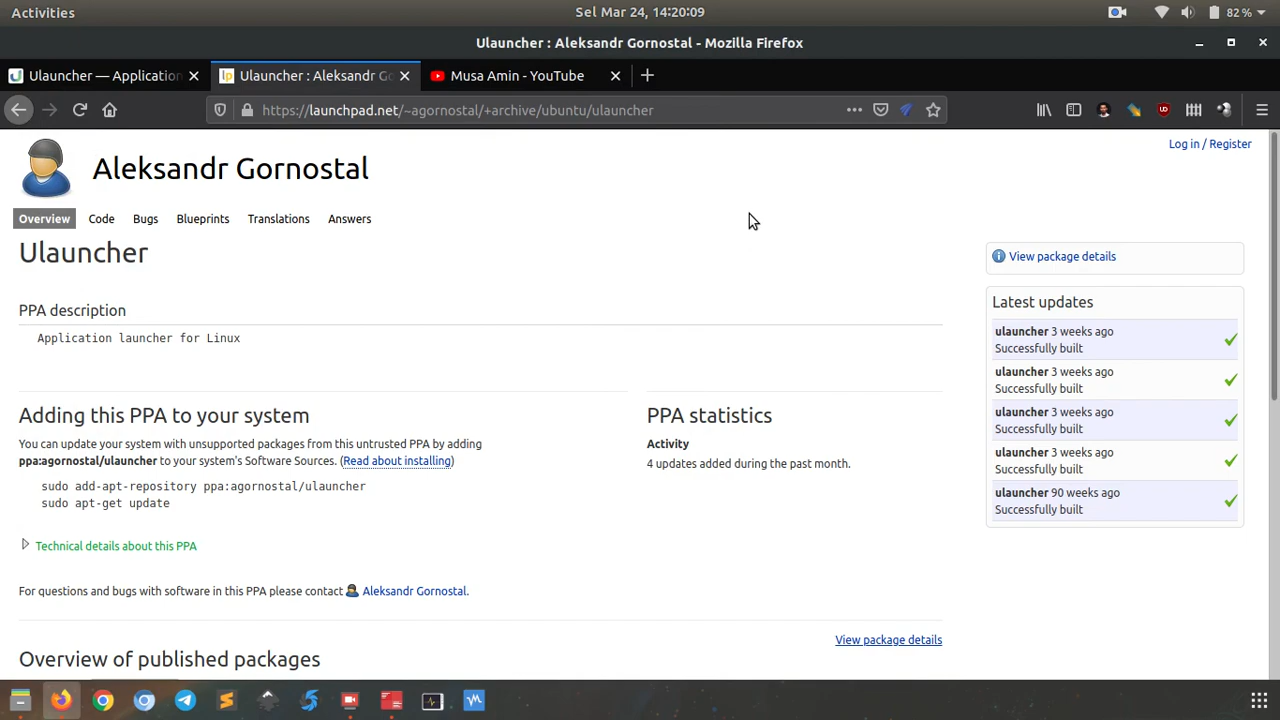 Activities
Sel Mar 24, 14:20:09
82 %
Ulauncher : Aleksandr Gornostal - Mozilla Firefox
Ulauncher — Application
Ulauncher : Aleksandr Go
Musa Amin - YouTube
https://launchpad.net/~agornostal/+archive/ubuntu/ulauncher
Log in / Register
Aleksandr Gornostal
Overview Code Bugs Blueprints Translations Answers
Ulauncher
View package details
PPA description
Application launcher for Linux
Latest updates
ulauncher 3 weeks ago
Successfully built
ulauncher 3 weeks ago
Successfully built
ulauncher 3 weeks ago
Successfully built
ulauncher 3 weeks ago
Successfully built
ulauncher 90 weeks ago
Successfully built
Adding this PPA to your system
You can update your system with unsupported packages from this untrusted PPA by adding
ppa:agornostal/ulauncher to your system's Software Sources. (Read about installing)
sudo add-apt-repository ppa:agornostal/ulauncher
sudo apt-get update
PPA statistics
Activity
4 updates added during the past month.
Technical details about this PPA
For questions and bugs with software in this PPA please contact Aleksandr Gornostal.
View package details
Overview of published packages